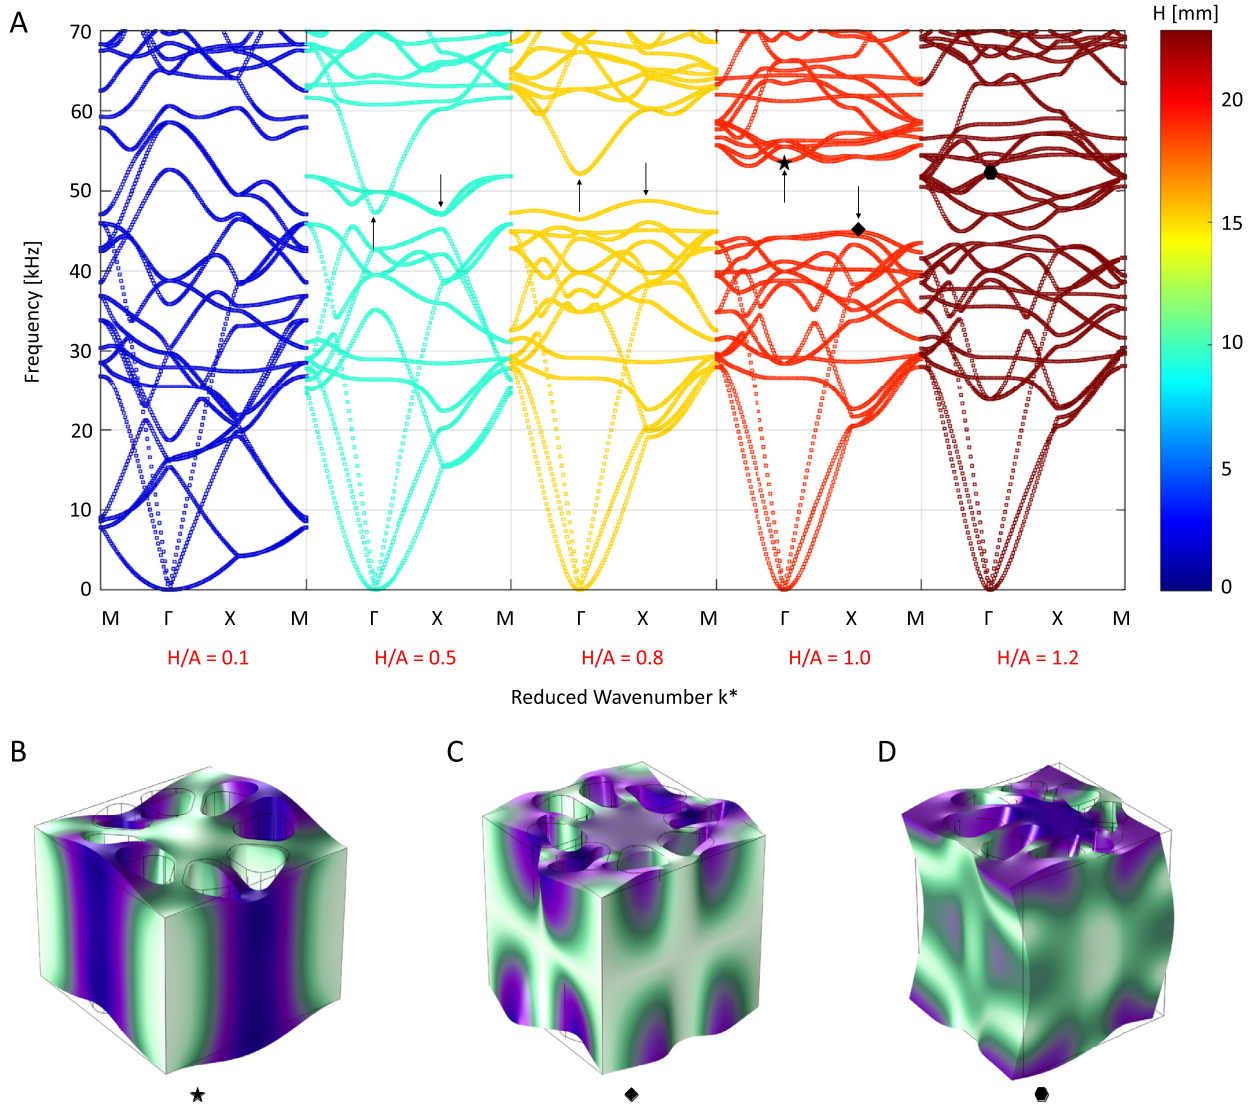 A
H [mm]
70
60
50
40
30
20
10
0
Frequency [kHz]
20
15
10
5
0
M Γ X M Γ X M Γ X M Γ X M Γ X M
H/A = 0.1 H/A = 0.5 H/A = 0.8 H/A = 1.0 H/A = 1.2
Reduced Wavenumber k*
B C D